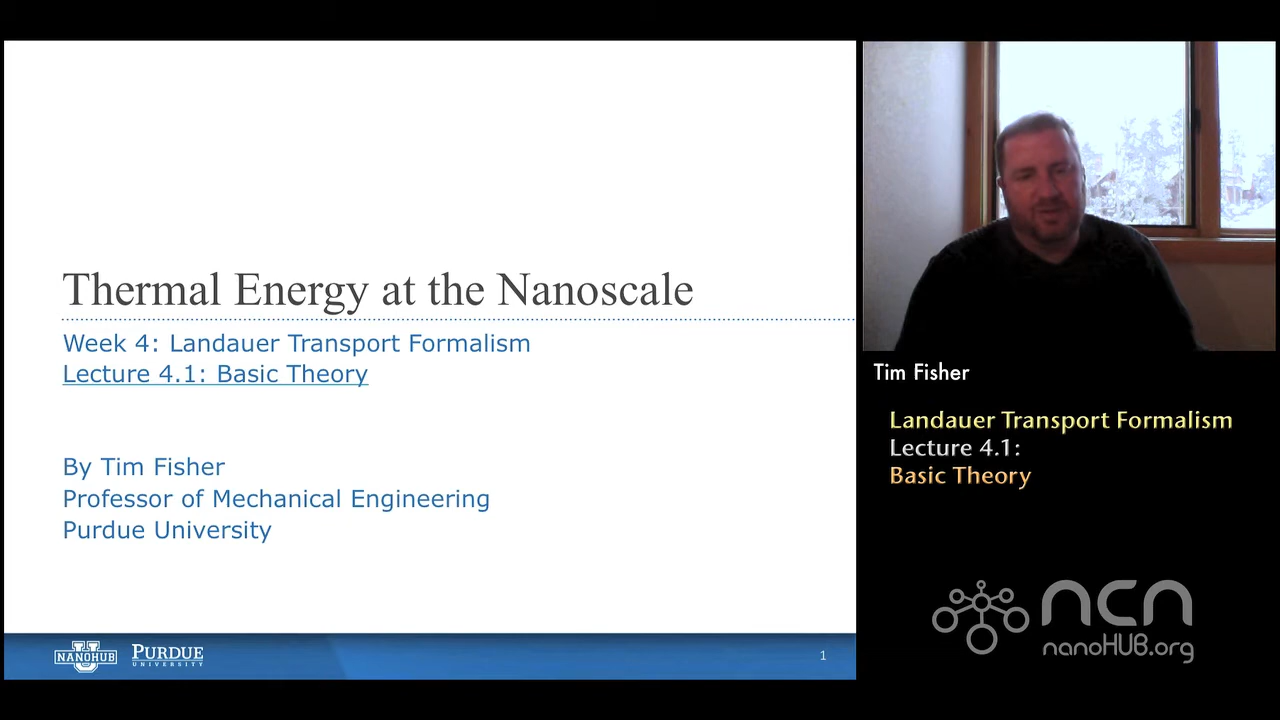 Thermal Energy at the Nanoscale
Week 4: Landauer Transport Formalism
Lecture 4.1: Basic Theory
By Tim Fisher
Professor of Mechanical Engineering
Purdue University
U
NANOHUB
PURDUE
UNIVERSITY
1
Tim Fisher
Landauer Transport Formalism
Lecture 4.1:
Basic Theory
ncn
nanoHUB.org